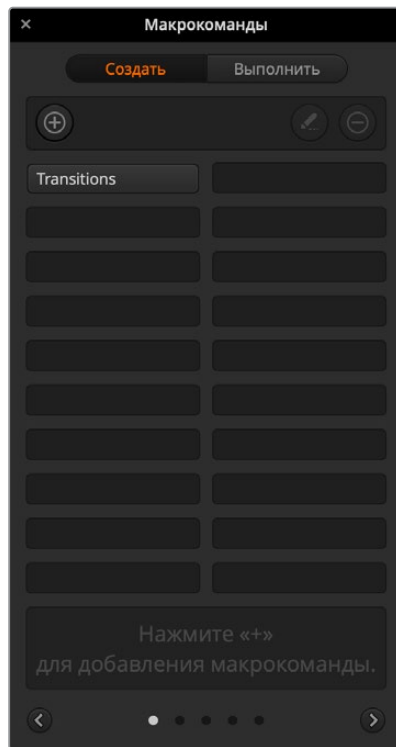 Макрокоманды
Создать Выполнить
Transitions
Нажмите «+»
для добавления макрокоманды.